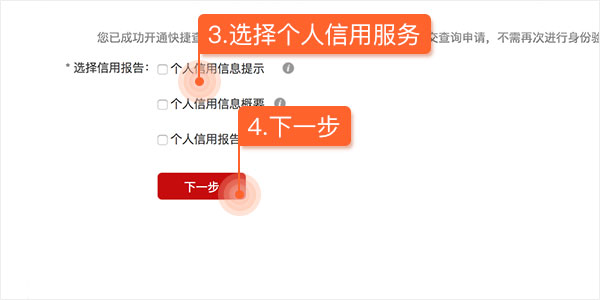 3.选择个人信用服务
您已成功开通快捷查
交查询申请，不需再次进行身份验
* 选择信用报告：
个人信用信息提示
个人信用信息概要
个人信用报告
4.下一步
下一步